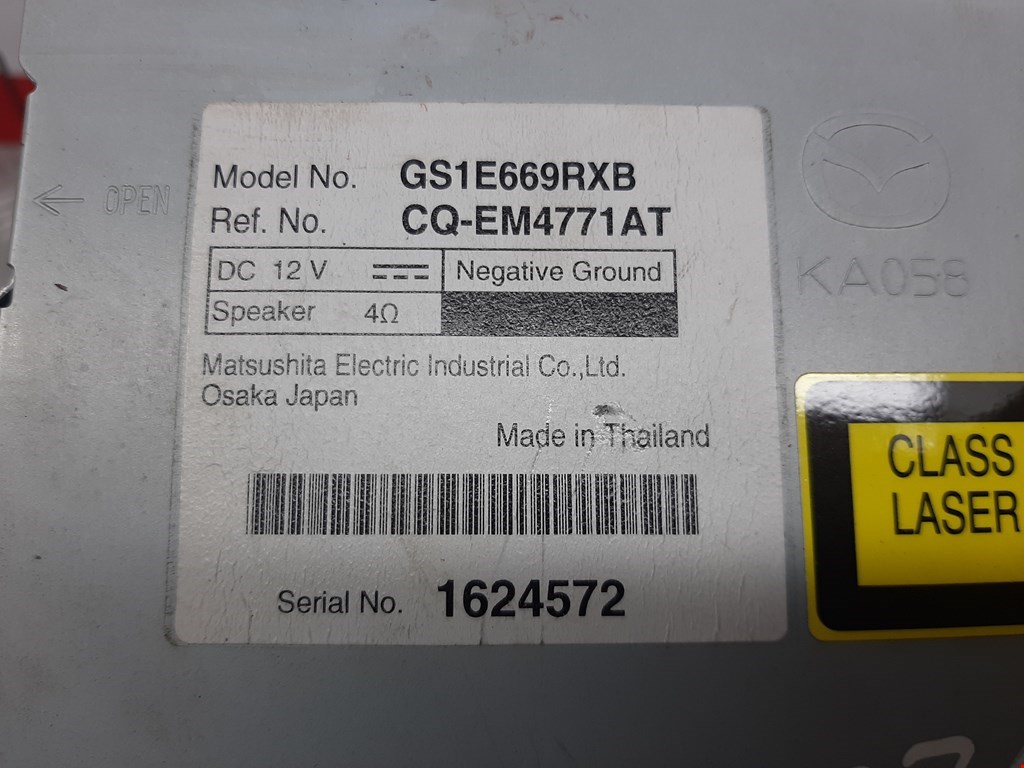 Model No. GS1E669RXB
Ref. No. CQ-EM4771AT
DC 12 V Negative Ground
Speaker 4Ω
Matsushita Electric Industrial Co.,Ltd.
Osaka Japan
Made in Thailand
Serial No. 1624572
← OPEN
KA058
CLASS
LASER